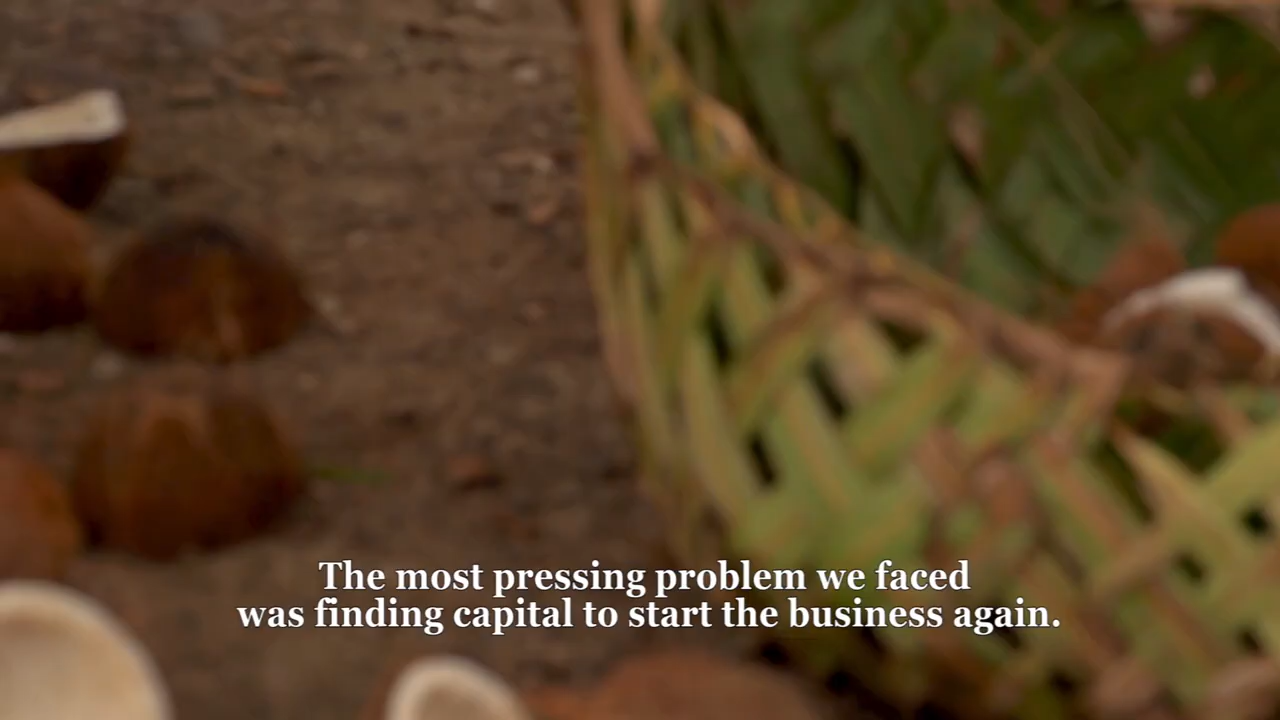 The most pressing problem we faced
was finding capital to start the business again.